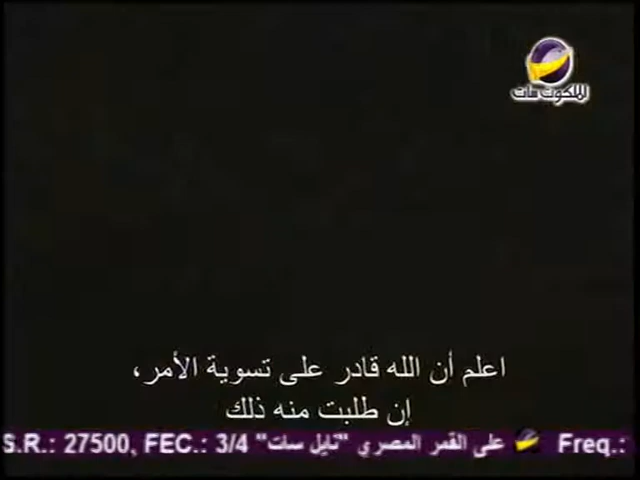 الملكوت سات
اعلم أن الله قادر على تسوية الأمر،
إن طلبت منه ذلك
S.R.: 27500, FEC.: 3/4 "على القمر المصري "نايل سات Freq.: